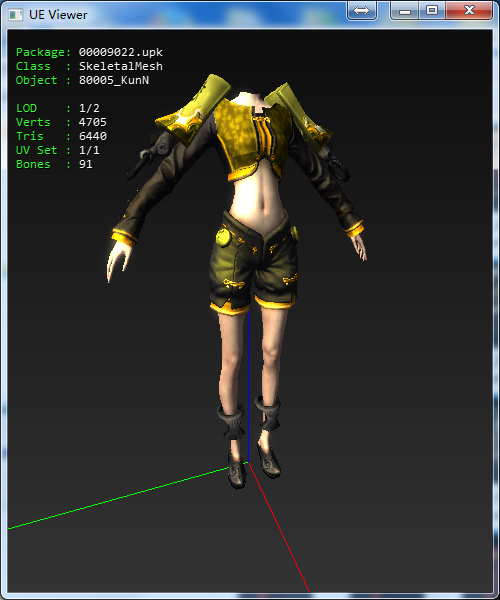 UE Viewer
Package: 00009022.upk
Class : SkeletalMesh
Object : 80005_KunN
LOD : 1/2
Verts : 4705
Tris : 6440
UV Set : 1/1
Bones : 91